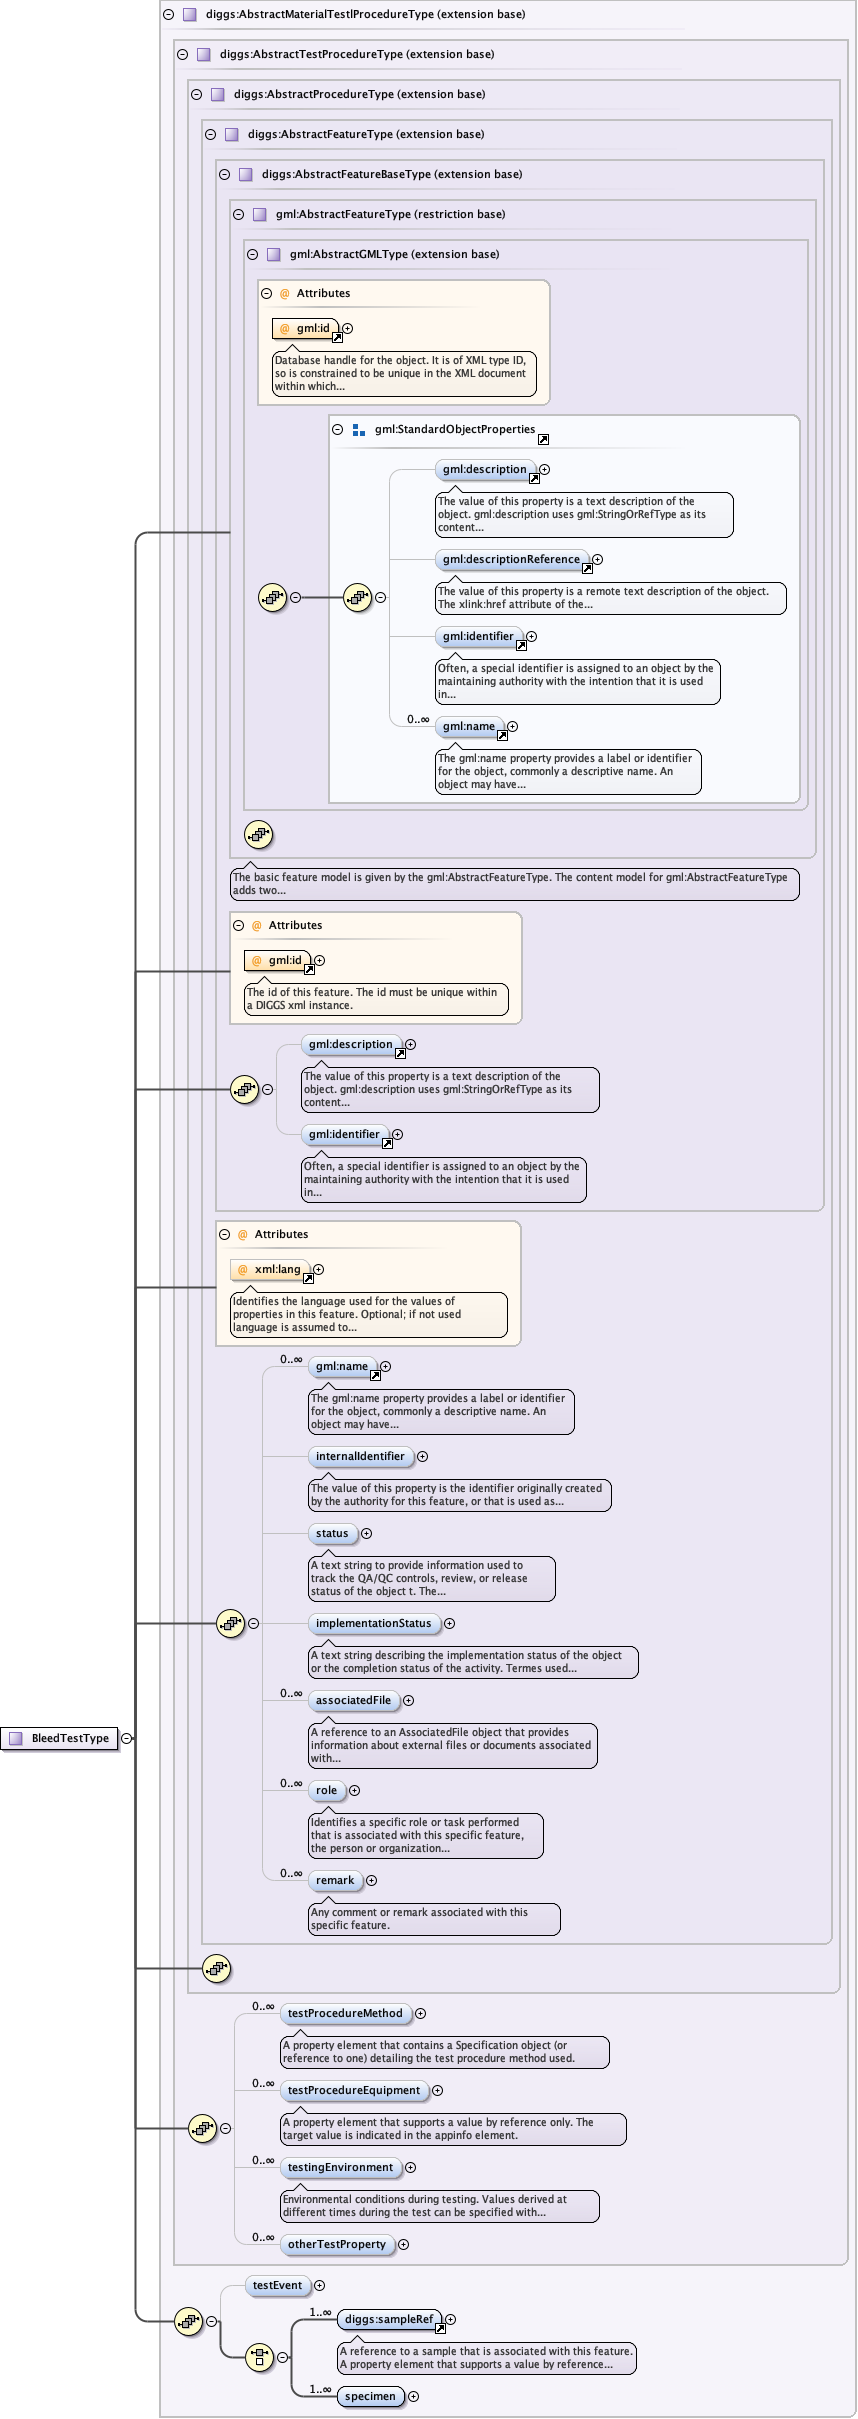 diggs:AbstractMaterialTestlProcedureType (extension base)
diggs:AbstractTestProcedureType (extension base)
diggs:AbstractProcedureType (extension base)
diggs:AbstractFeatureType (extension base)
diggs:AbstractFeatureBaseType (extension base)
gml:AbstractFeatureType (restriction base)
gml:AbstractGMLType (extension base)
@ Attributes
@ gml:id
Database handle for the object. It is of XML type ID,
so is constrained to be unique in the XML document
within which...
gml:StandardObjectProperties
gml:description
The value of this property is a text description of the
object. gml:description uses gml:StringOrRefType as its
content...
gml:descriptionReference
The value of this property is a remote text description of the object.
The xlink:href attribute of the...
gml:identifier
Often, a special identifier is assigned to an object by the
maintaining authority with the intention that it is used
in...
0..∞ gml:name
The gml:name property provides a label or identifier
for the object, commonly a descriptive name. An
object may have...
The basic feature model is given by the gml:AbstractFeatureType. The content model for gml:AbstractFeatureType
adds two...
@ Attributes
@ gml:id
The id of this feature. The id must be unique within
a DIGGS xml instance.
gml:description
The value of this property is a text description of the
object. gml:description uses gml:StringOrRefType as its
content...
gml:identifier
Often, a special identifier is assigned to an object by the
maintaining authority with the intention that it is used
in...
@ Attributes
@ xml:lang
Identifies the language used for the values of
properties in this feature. Optional; if not used
language is assumed to...
0..∞ gml:name
The gml:name property provides a label or identifier
for the object, commonly a descriptive name. An
object may have...
internalIdentifier
The value of this property is the identifier originally created
by the authority for this feature, or that is used as...
status
A text string to provide information used to
track the QA/QC controls, review, or release
status of the object t. The...
implementationStatus
A text string describing the implementation status of the object
or the completion status of the activity. Termes used...
0..∞ associatedFile
A reference to an AssociatedFile object that provides
information about external files or documents associated
with...
BleedTestType
0..∞ role
Identifies a specific role or task performed
that is associated with this specific feature,
the person or organization...
0..∞ remark
Any comment or remark associated with this
specific feature.
0..∞ testProcedureMethod
A property element that contains a Specification object (or
reference to one) detailing the test procedure method used.
0..∞ testProcedureEquipment
A property element that supports a value by reference only. The
target value is indicated in the appinfo element.
0..∞ testingEnvironment
Environmental conditions during testing. Values derived at
different times during the test can be specified with...
0..∞ otherTestProperty
testEvent
1..∞ diggs:sampleRef
A reference to a sample that is associated with this feature.
A property element that supports a value by reference...
1..∞ specimen